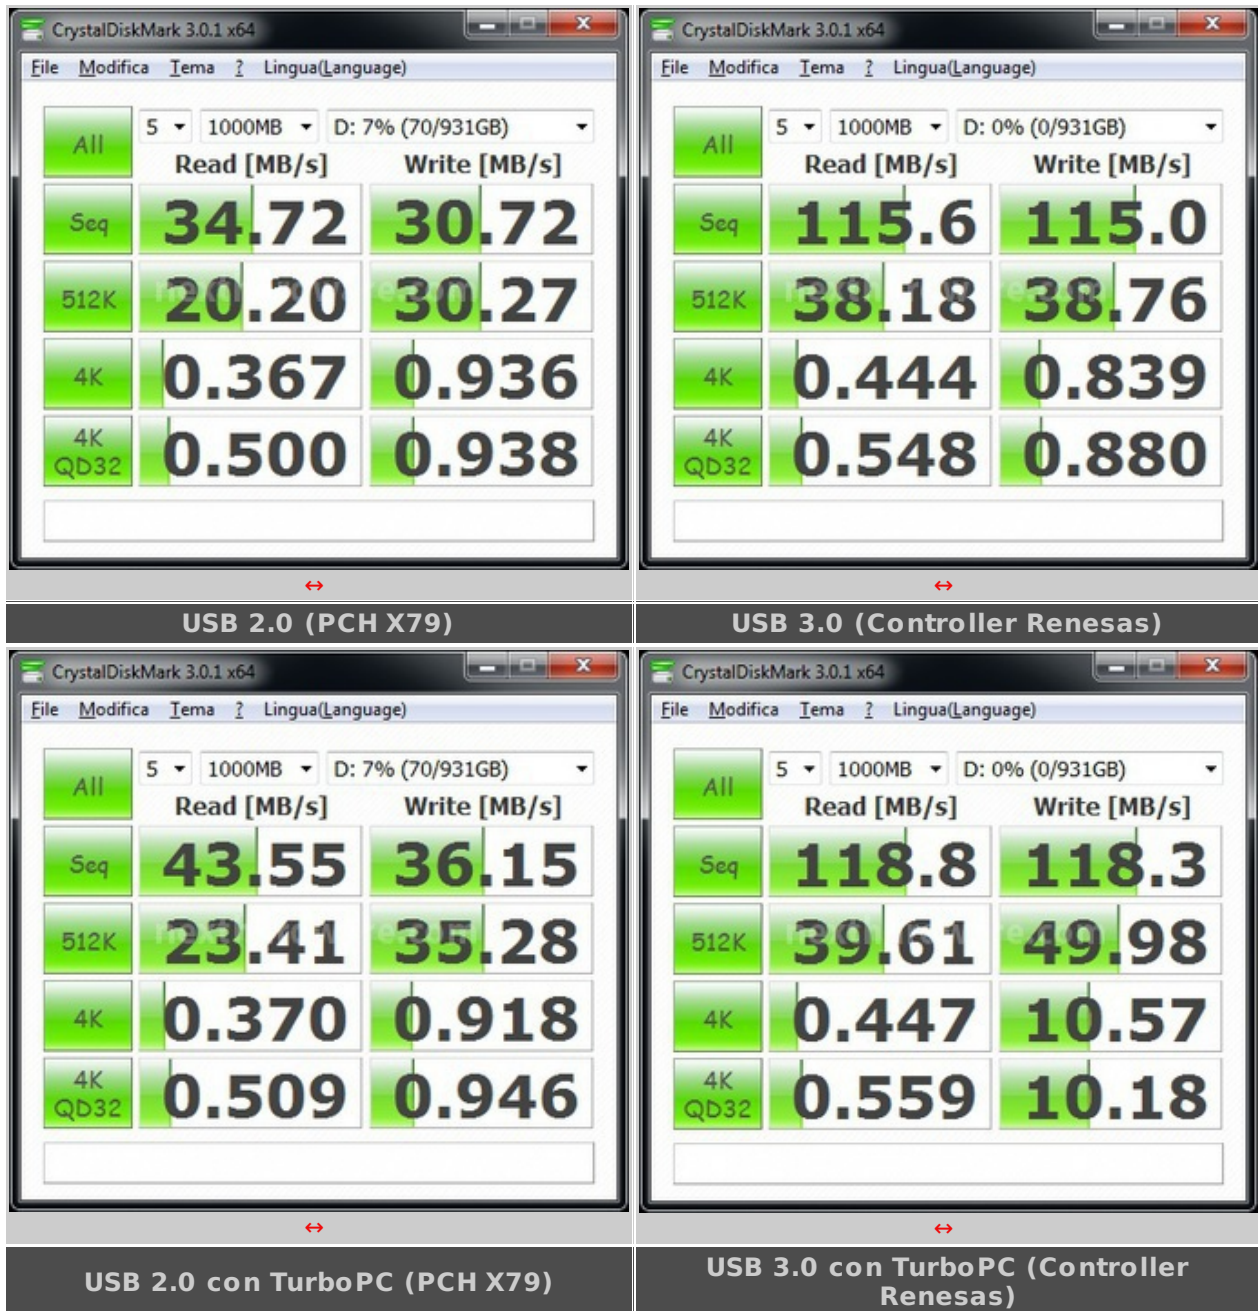 CrystalDiskMark 3.0.1 x64
File Modifica Tema ? Lingua(Language)
All 5 1000MB D: 7% (70/931GB)
Read [MB/s] Write [MB/s]
Seq 34.72 30.72
512K 20.20 30.27
4K 0.367 0.936
4K QD32 0.500 0.938
↔
USB 2.0 (PCH X79)
CrystalDiskMark 3.0.1 x64
File Modifica Tema ? Lingua(Language)
All 5 1000MB D: 0% (0/931GB)
Read [MB/s] Write [MB/s]
Seq 115.6 115.0
512K 38.18 38.76
4K 0.444 0.839
4K QD32 0.548 0.880
↔
USB 3.0 (Controller Renesas)
CrystalDiskMark 3.0.1 x64
File Modifica Tema ? Lingua(Language)
All 5 1000MB D: 7% (70/931GB)
Read [MB/s] Write [MB/s]
Seq 43.55 36.15
512K 23.41 35.28
4K 0.370 0.918
4K QD32 0.509 0.946
↔
USB 2.0 con TurboPC (PCH X79)
CrystalDiskMark 3.0.1 x64
File Modifica Tema ? Lingua(Language)
All 5 1000MB D: 0% (0/931GB)
Read [MB/s] Write [MB/s]
Seq 118.8 118.3
512K 39.61 49.98
4K 0.447 10.57
4K QD32 0.559 10.18
↔
USB 3.0 con TurboPC (Controller
Renesas)